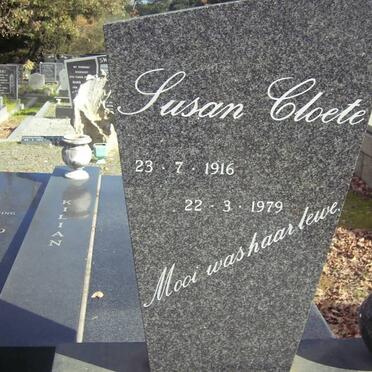 Susan Cloete
23 · 7 · 1916
22 · 3 · 1979
Mooi was haar lewe.
KILIAN